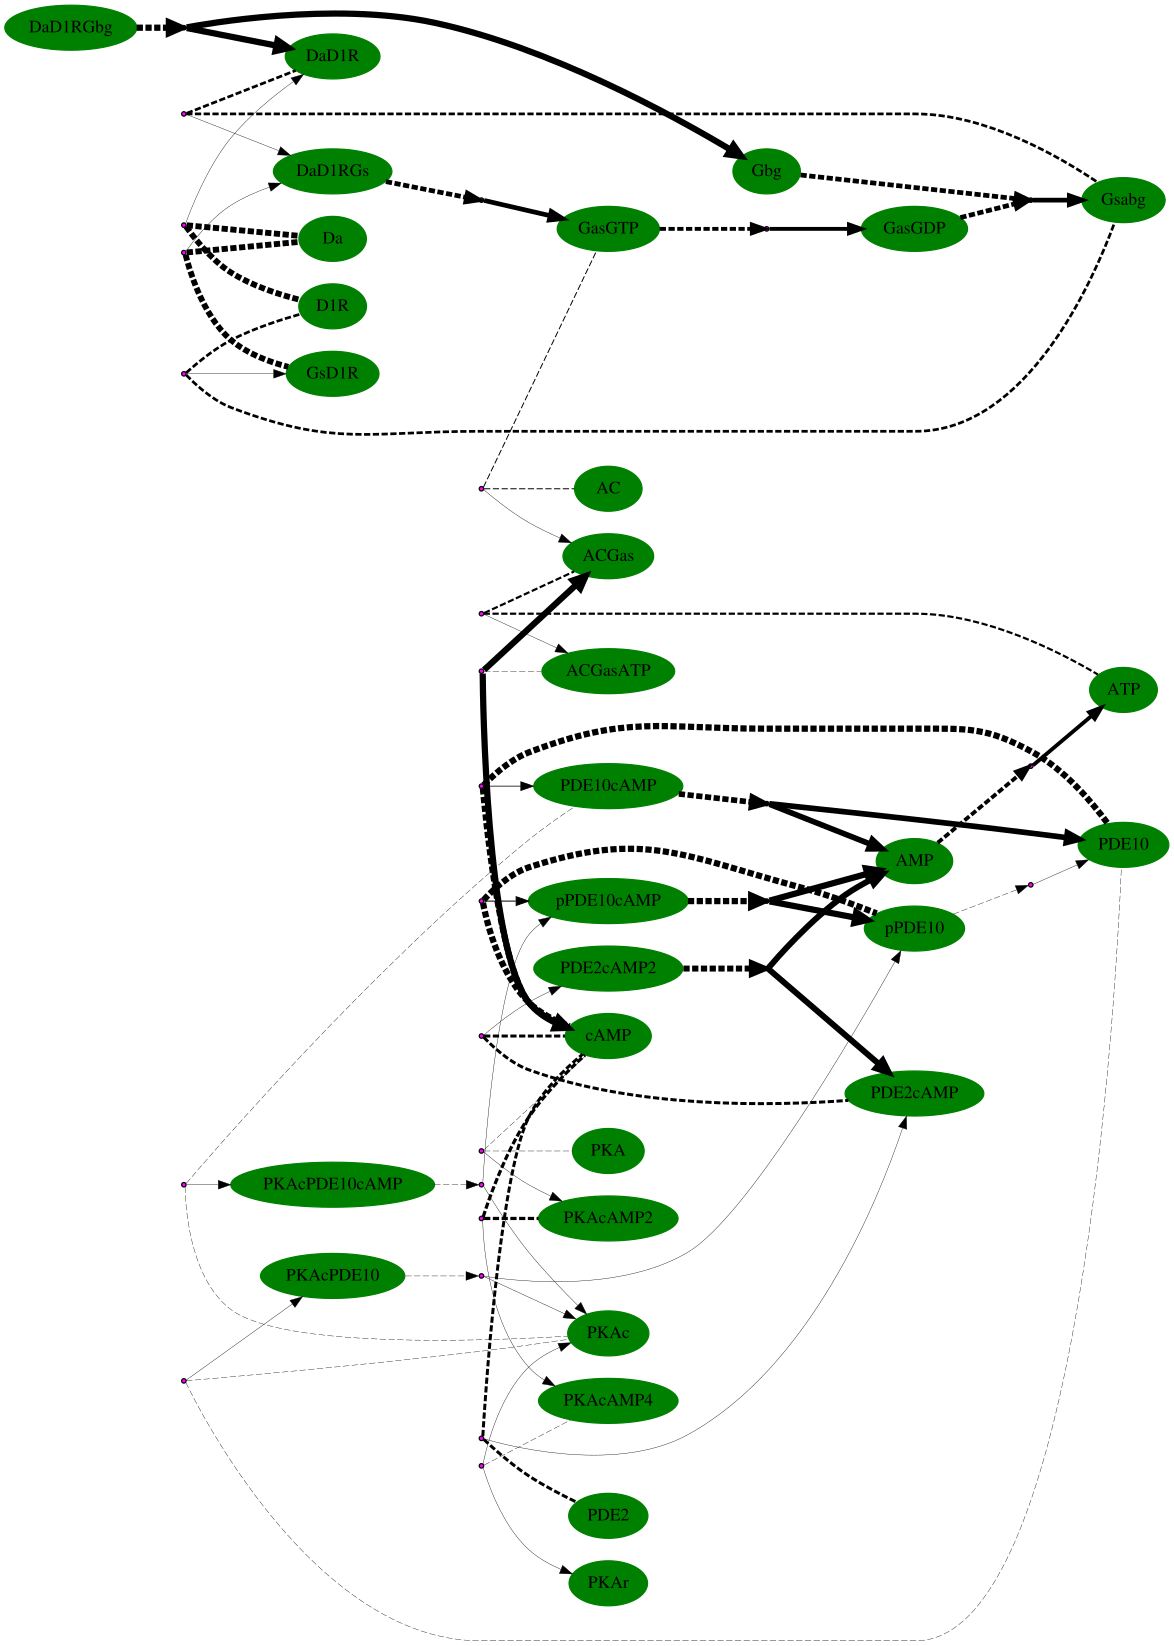 DaD1RGbg
DaD1R
DaD1RGs
Gbg
Gsabg
GasGTP
GasGDP
Da
D1R
GsD1R
AC
ACGas
ACGasATP
ATP
PDE10cAMP
PDE10
AMP
pPDE10cAMP
pPDE10
PDE2cAMP2
cAMP
PDE2cAMP
PKA
PKAcPDE10cAMP
PKAcAMP2
PKAcPDE10
PKAc
PKAcAMP4
PDE2
PKAr